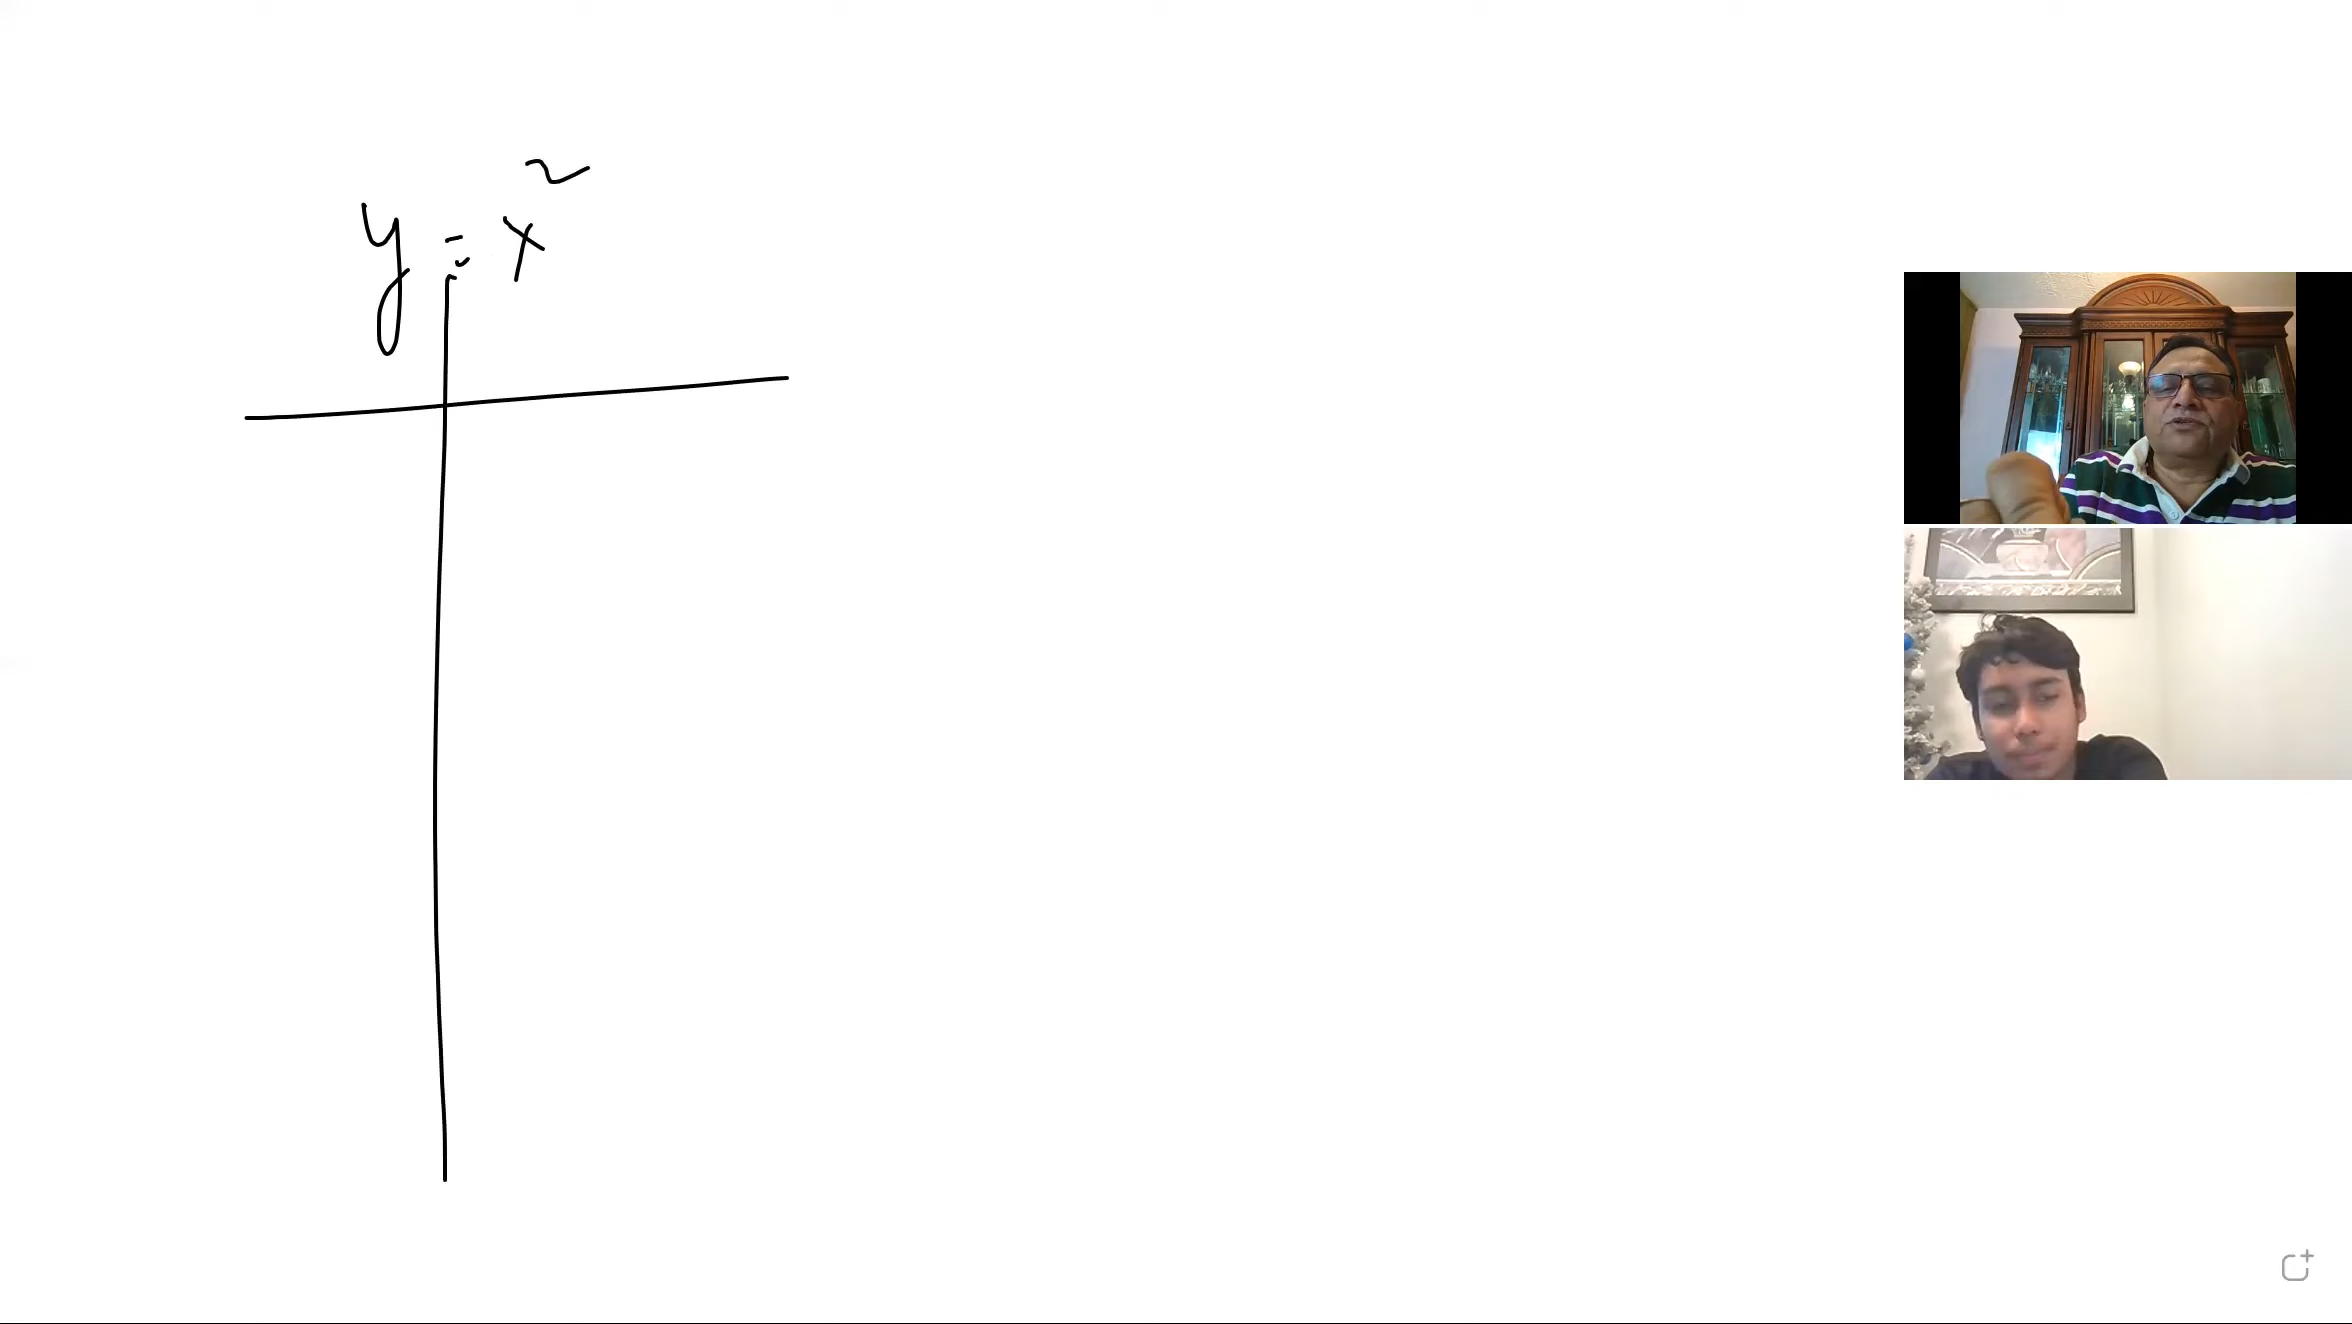 y = x²